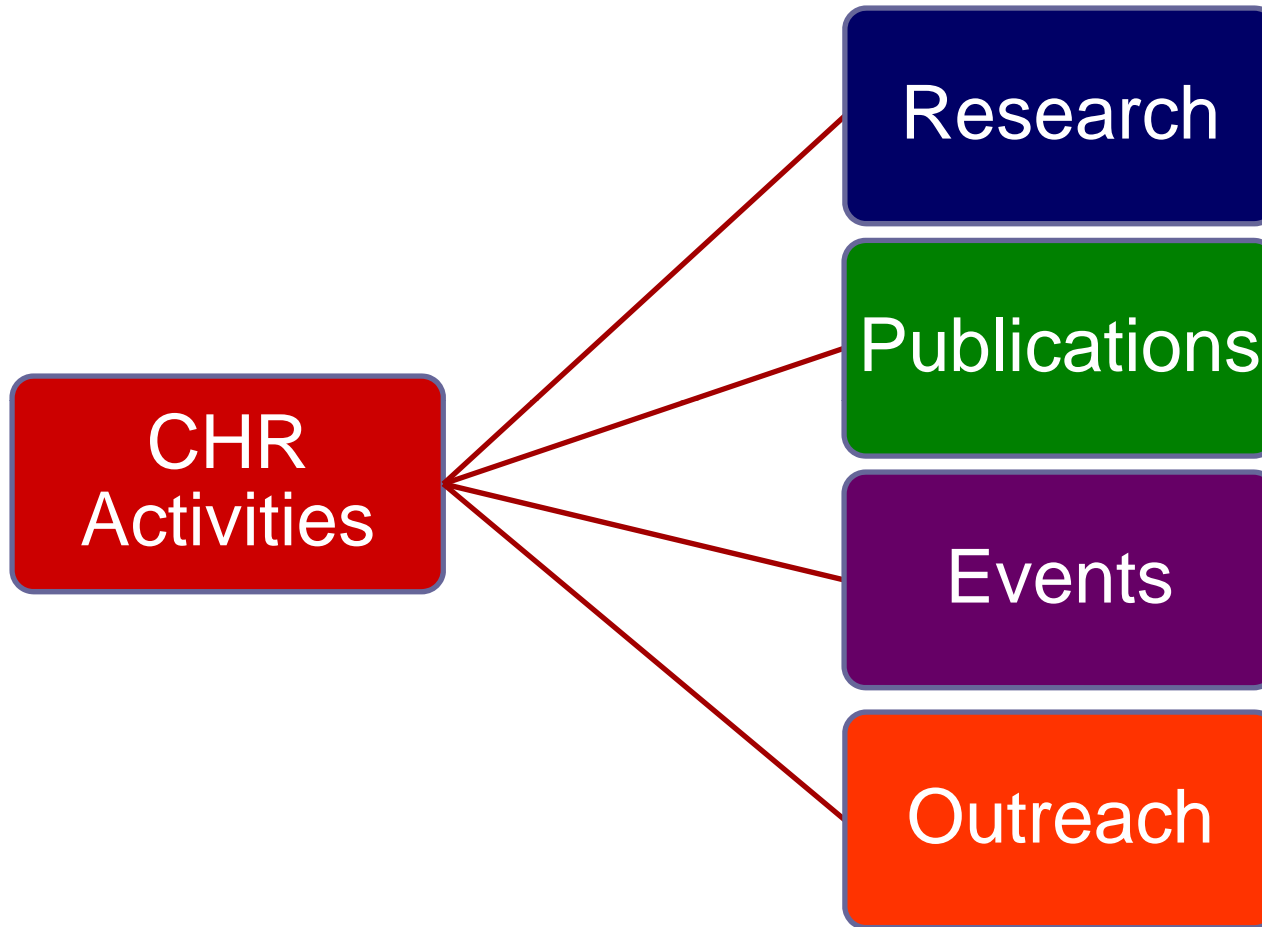 CHR
Activities
Research
Publications
Events
Outreach